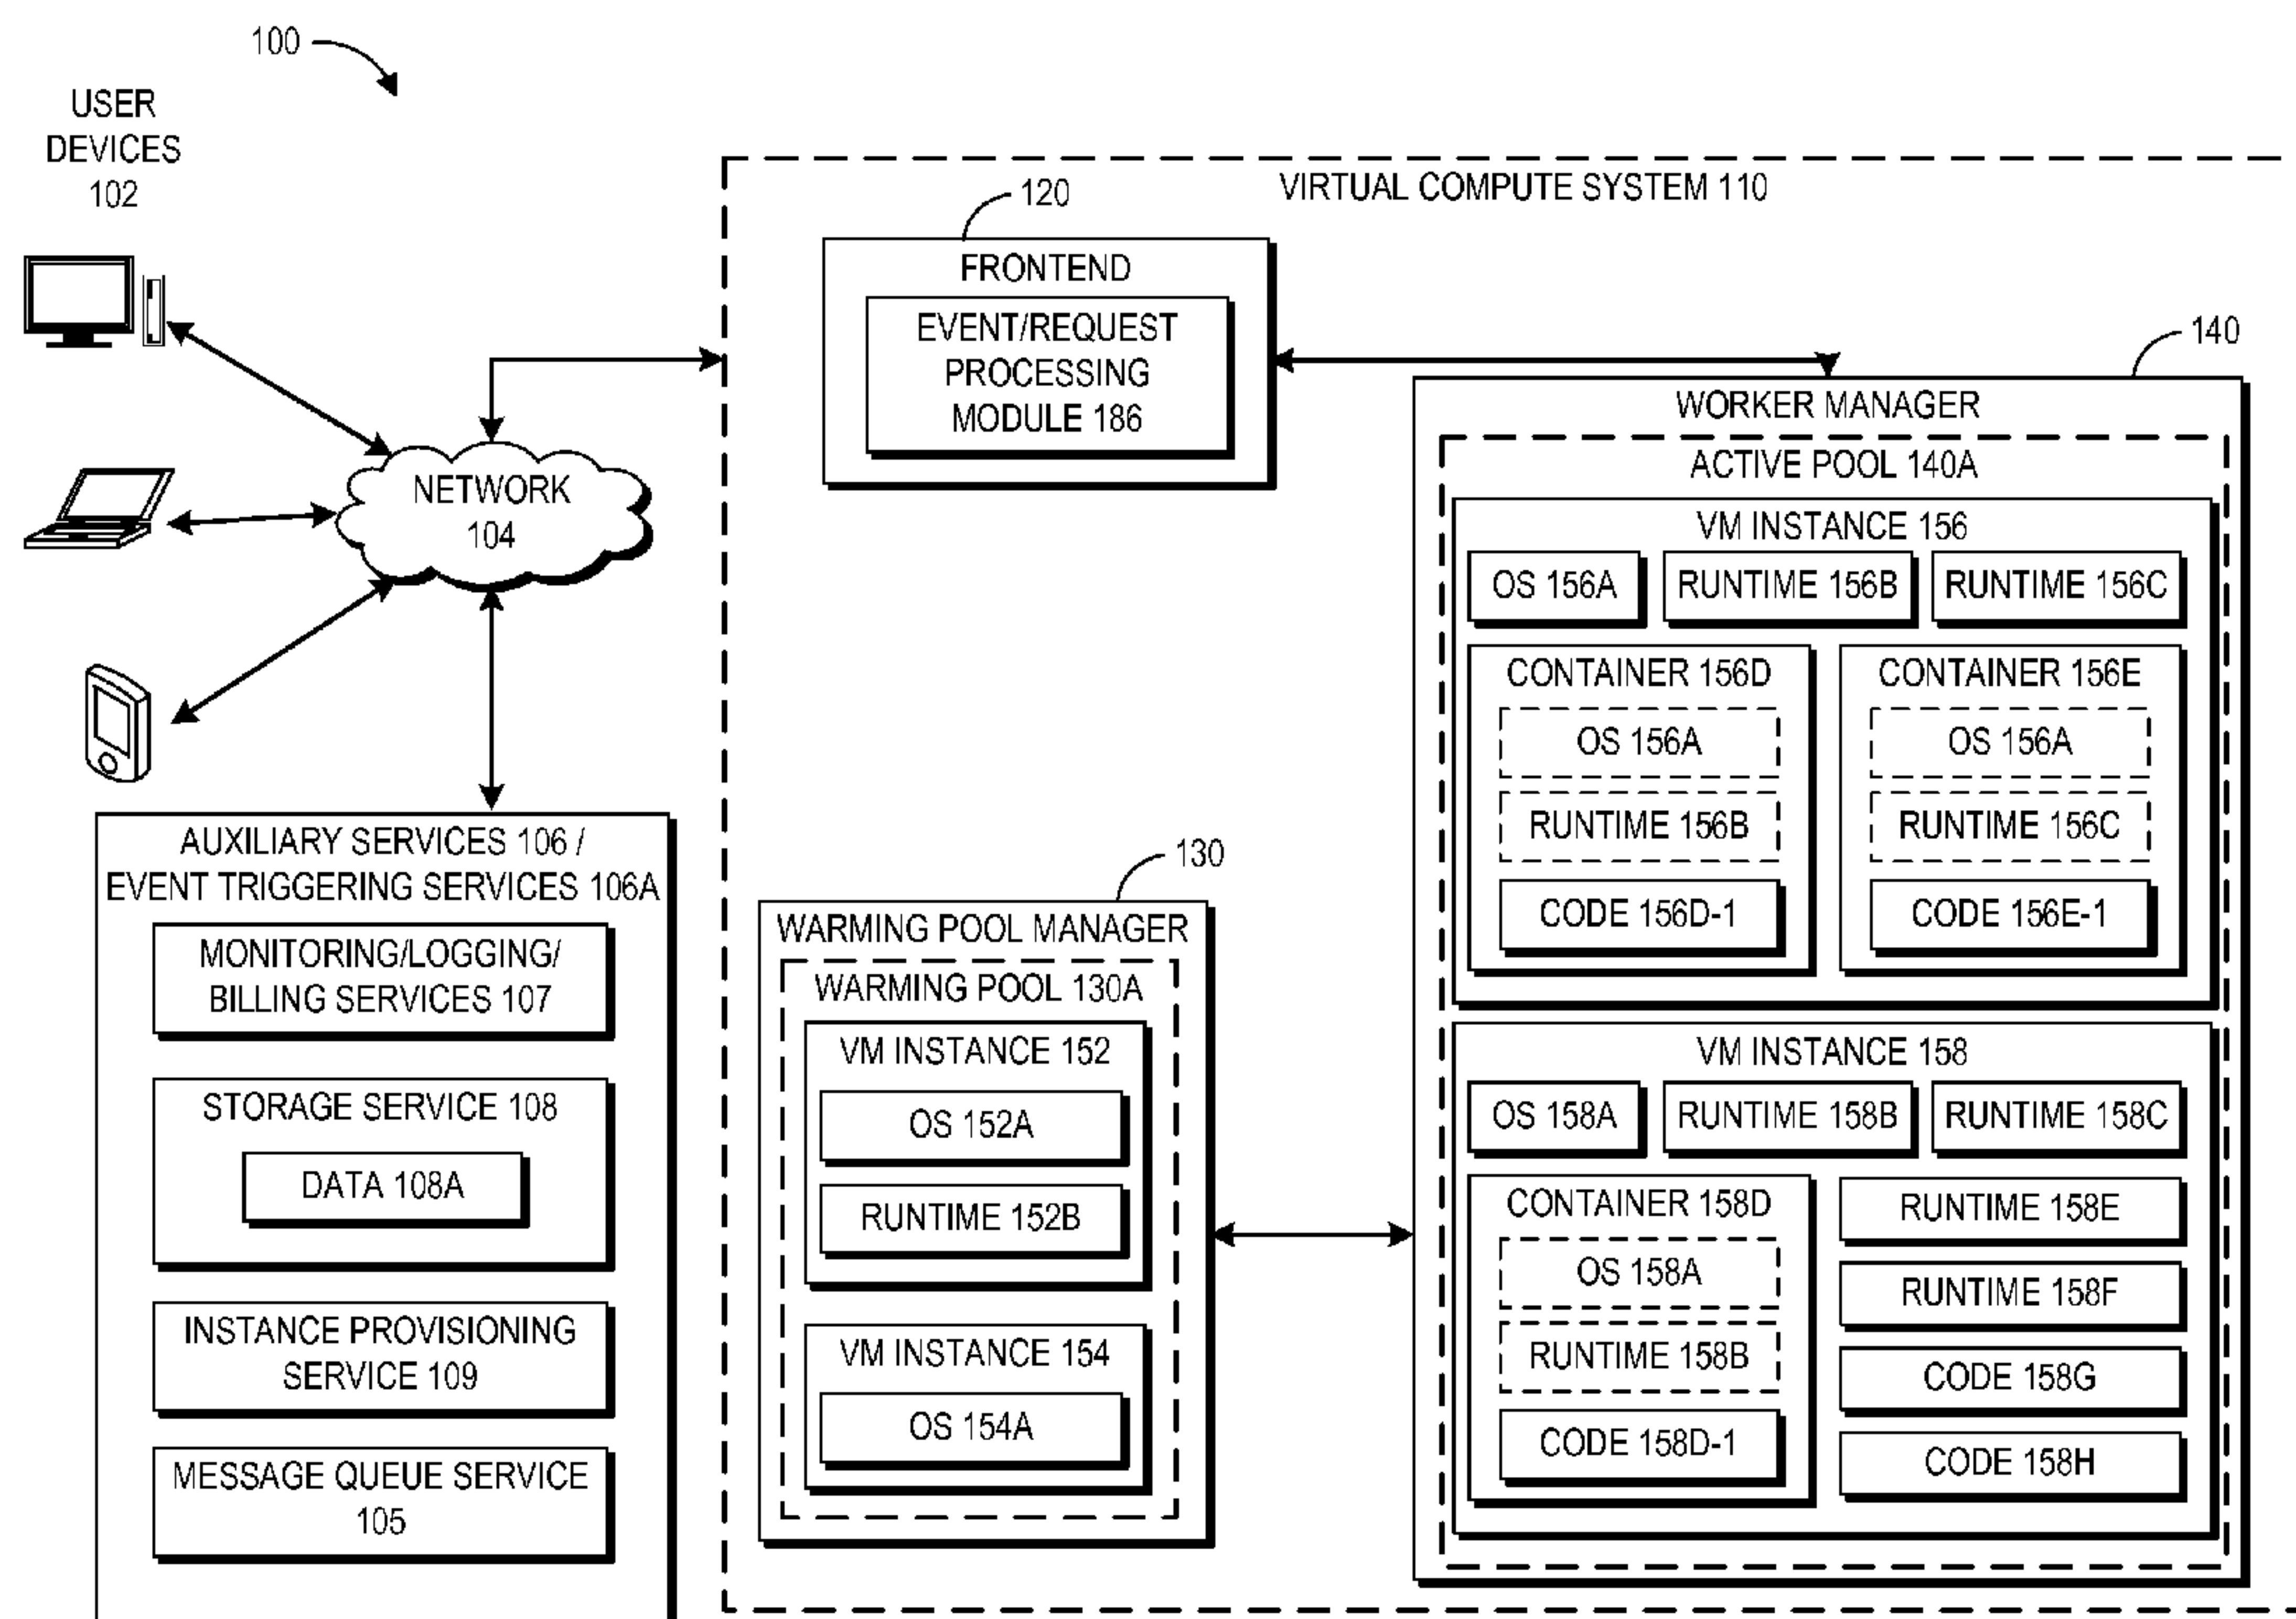 100
USER
DEVICES
102
NETWORK
104
AUXILIARY SERVICES 106 /
EVENT TRIGGERING SERVICES 106A
MONITORING/LOGGING/
BILLING SERVICES 107
STORAGE SERVICE 108
DATA 108A
INSTANCE PROVISIONING
SERVICE 109
MESSAGE QUEUE SERVICE
105
VIRTUAL COMPUTE SYSTEM 110
120
FRONTEND
EVENT/REQUEST
PROCESSING
MODULE 186
130
WARMING POOL MANAGER
WARMING POOL 130A
VM INSTANCE 152
OS 152A
RUNTIME 152B
VM INSTANCE 154
OS 154A
140
WORKER MANAGER
ACTIVE POOL 140A
VM INSTANCE 156
OS 156A
RUNTIME 156B
RUNTIME 156C
CONTAINER 156D
OS 156A
RUNTIME 156B
CODE 156D-1
CONTAINER 156E
OS 156A
RUNTIME 156C
CODE 156E-1
VM INSTANCE 158
OS 158A
RUNTIME 158B
RUNTIME 158C
CONTAINER 158D
OS 158A
RUNTIME 158B
CODE 158D-1
RUNTIME 158E
RUNTIME 158F
CODE 158G
CODE 158H